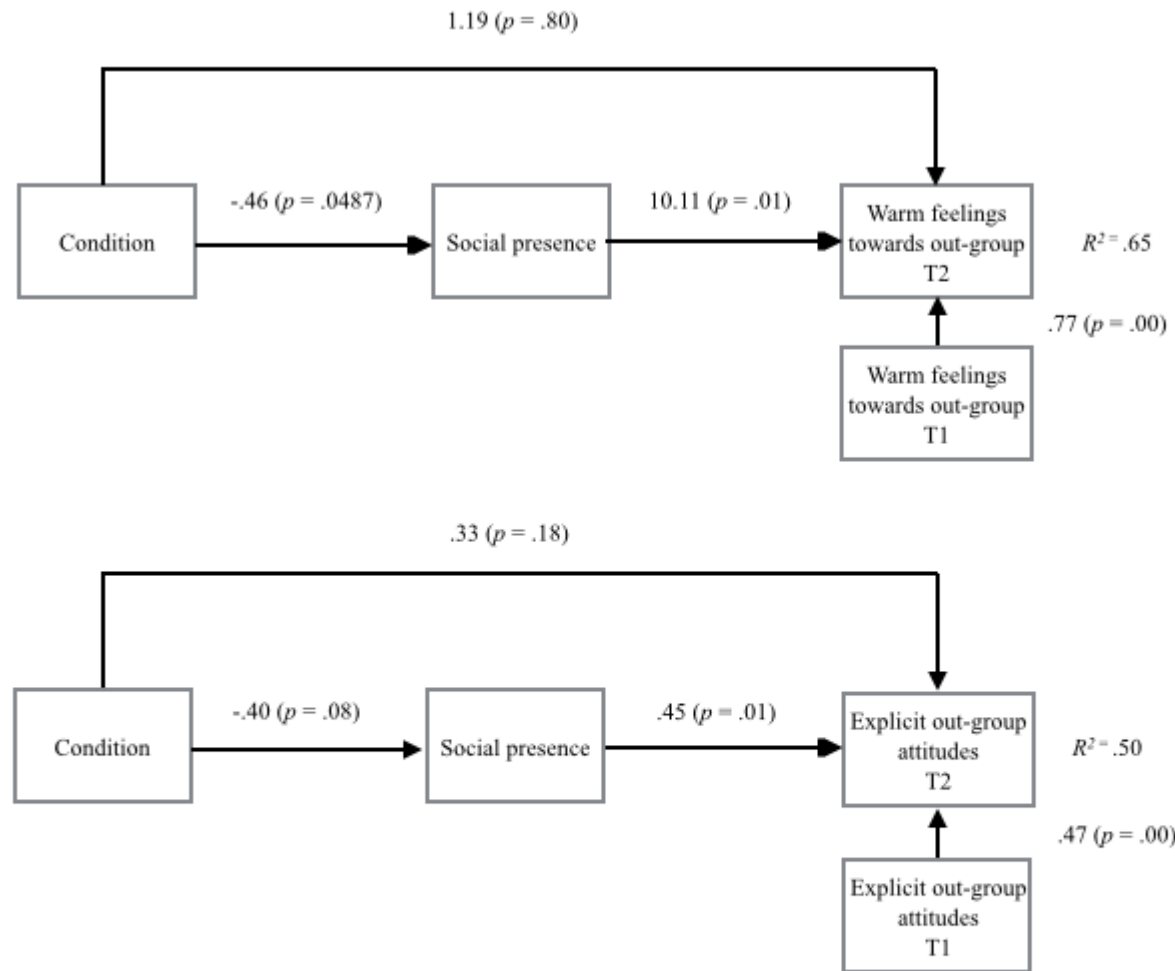 1.19 (p = .80)
-.46 (p = .0487)
10.11 (p = .01)
Condition
Social presence
Warm feelings
towards out-group
T2
R² = .65
.77 (p = .00)
Warm feelings
towards out-group
T1
.33 (p = .18)
-.40 (p = .08)
.45 (p = .01)
Condition
Social presence
Explicit out-group
attitudes
T2
R² = .50
.47 (p = .00)
Explicit out-group
attitudes
T1